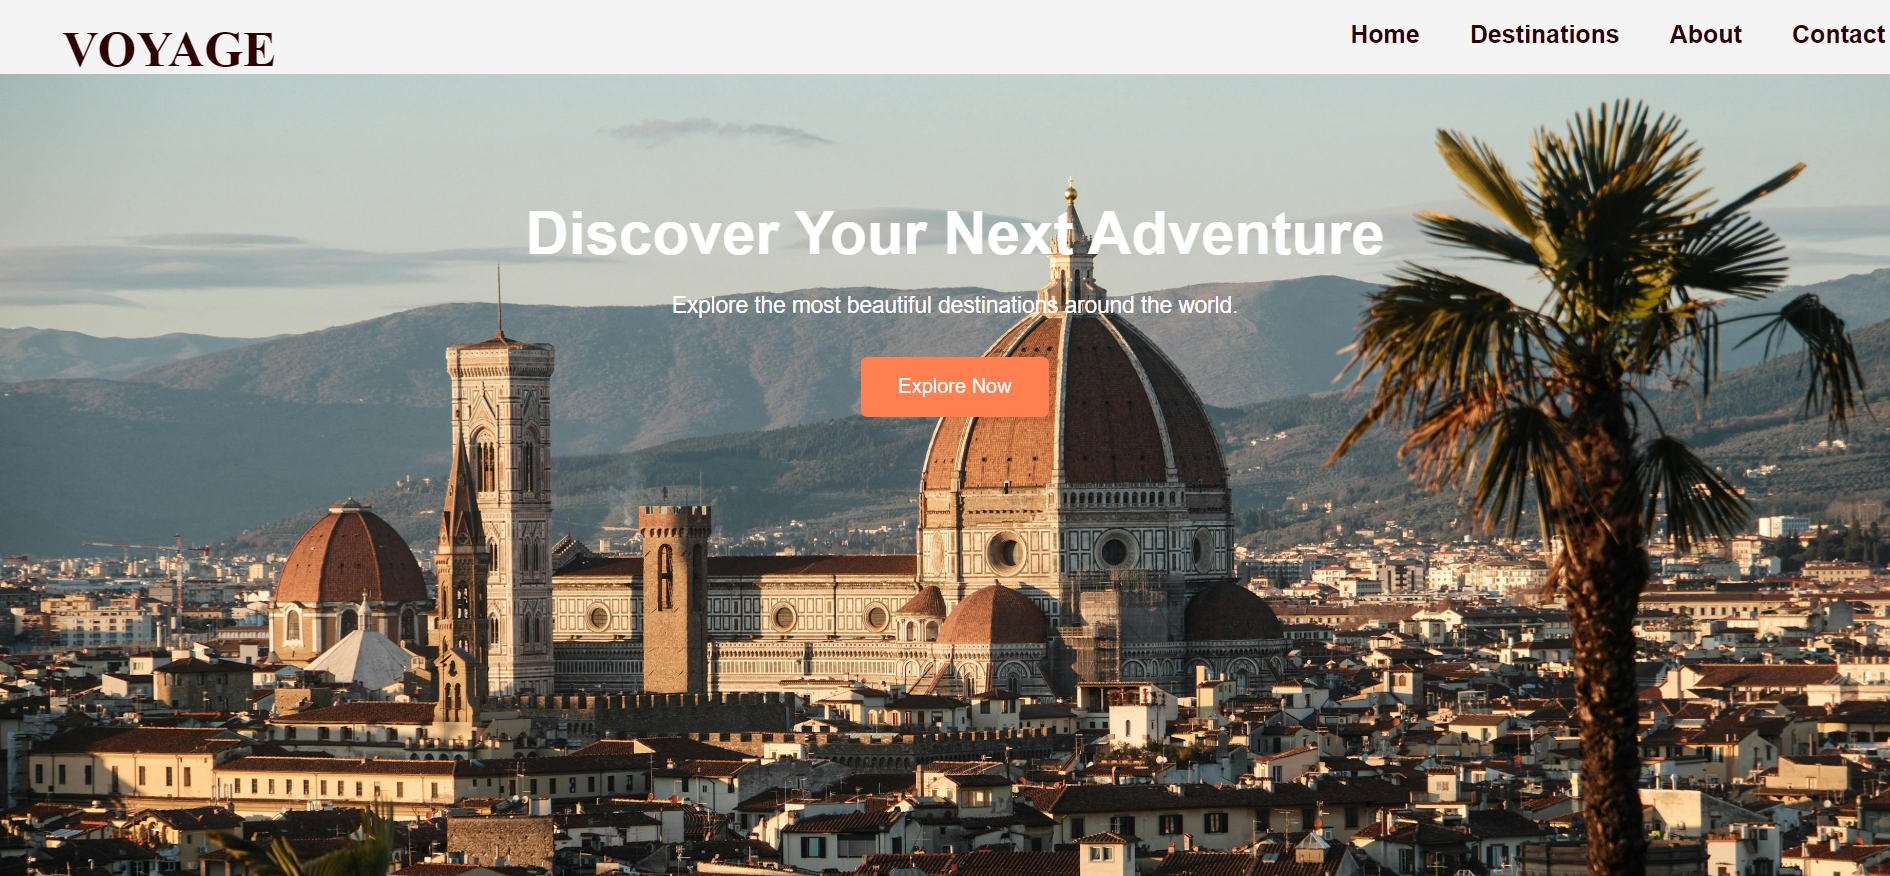 VOYAGE
Home Destinations About Contact
Discover Your Next Adventure
Explore the most beautiful destinations around the world.
Explore Now